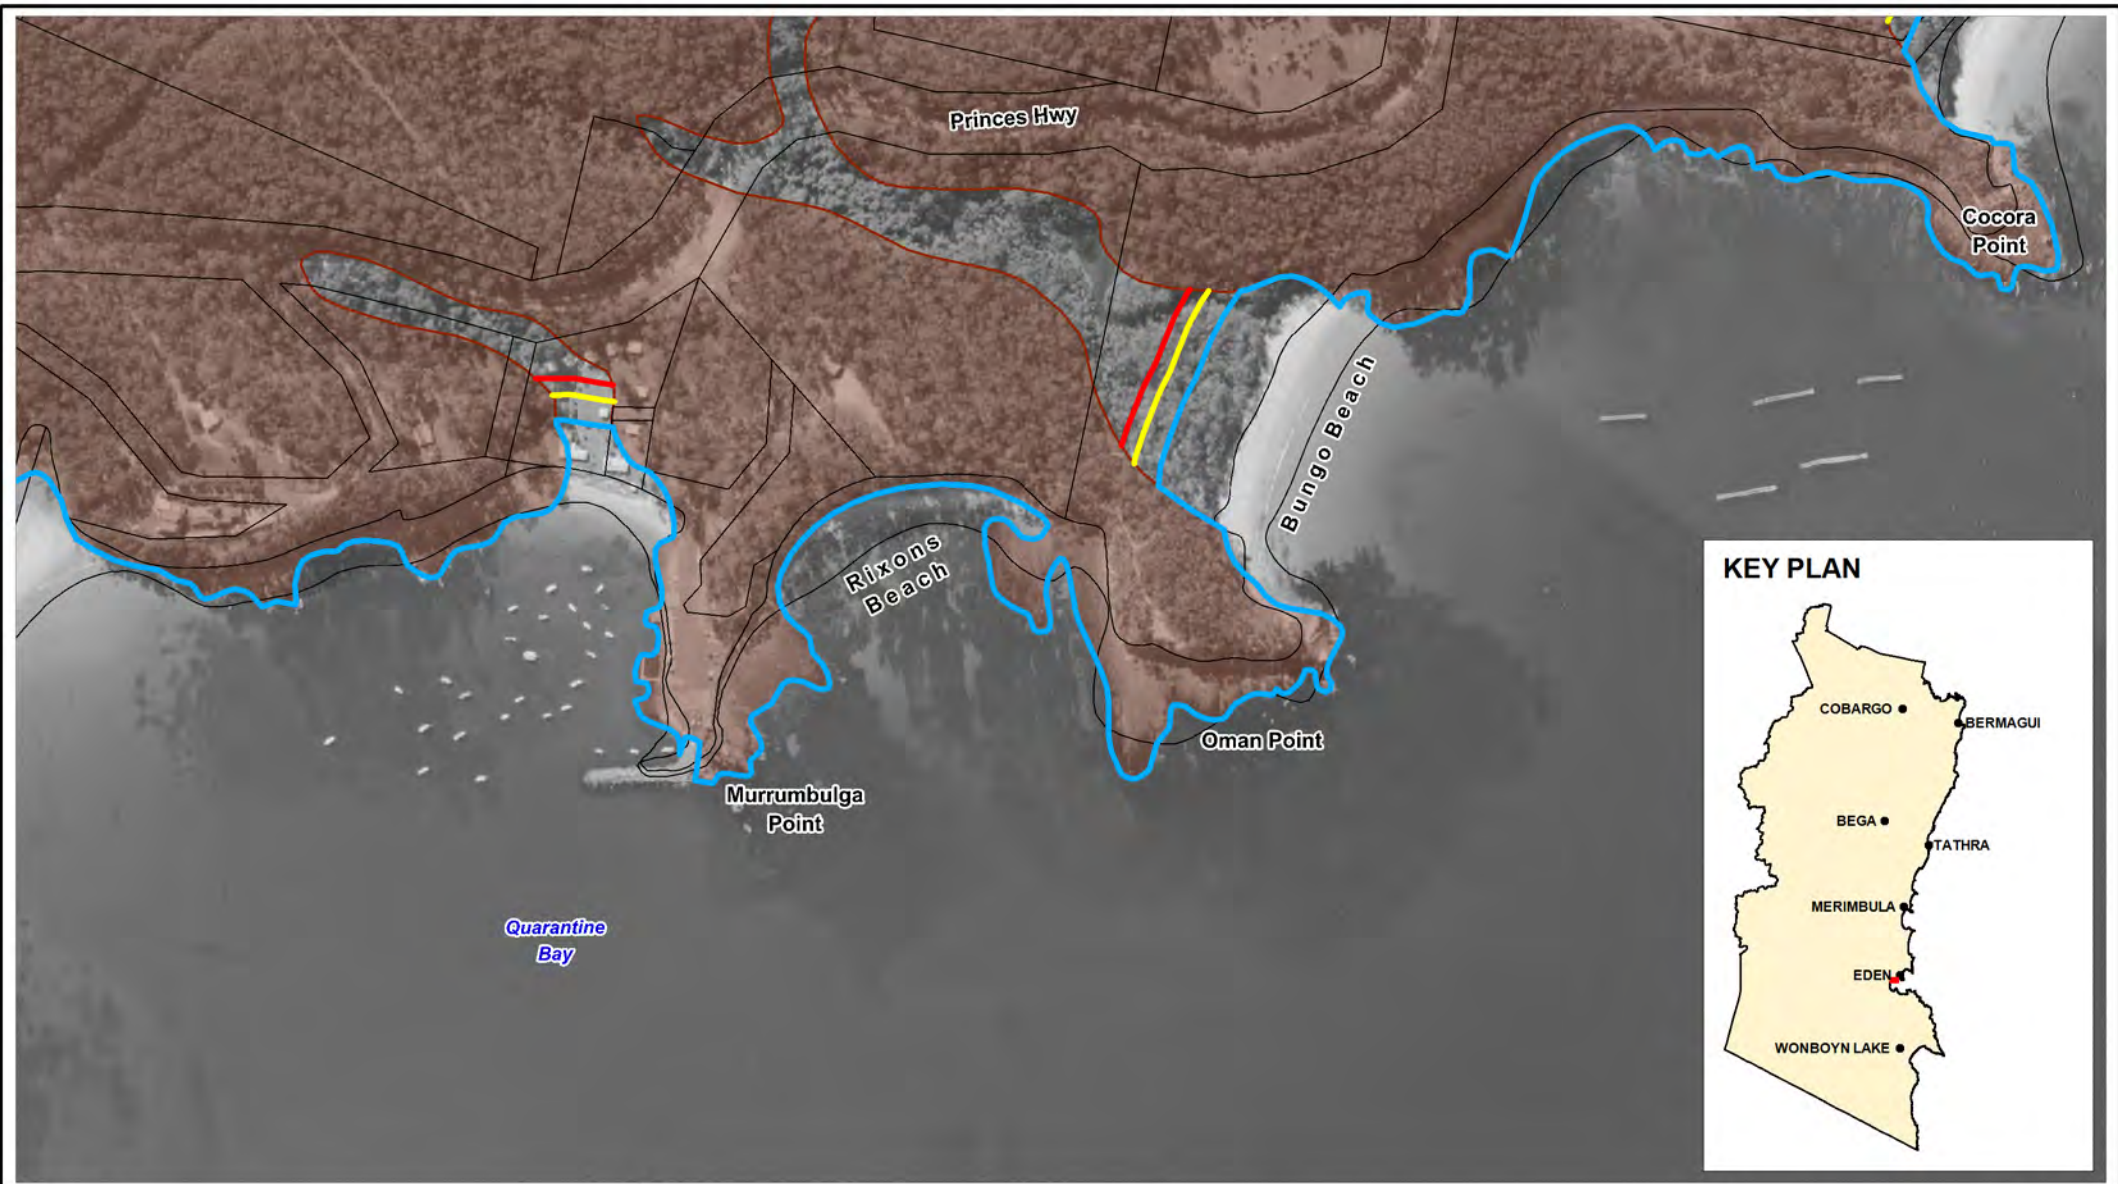 Princes Hwy
Cocora
Point
Bungo Beach
Rixons
Beach
Oman Point
Murrumbulga
Point
Quarantine
Bay
KEY PLAN
COBARGO
BERMAGUI
BEGA
TATHRA
MERIMBULA
EDEN
WONBOYN LAKE